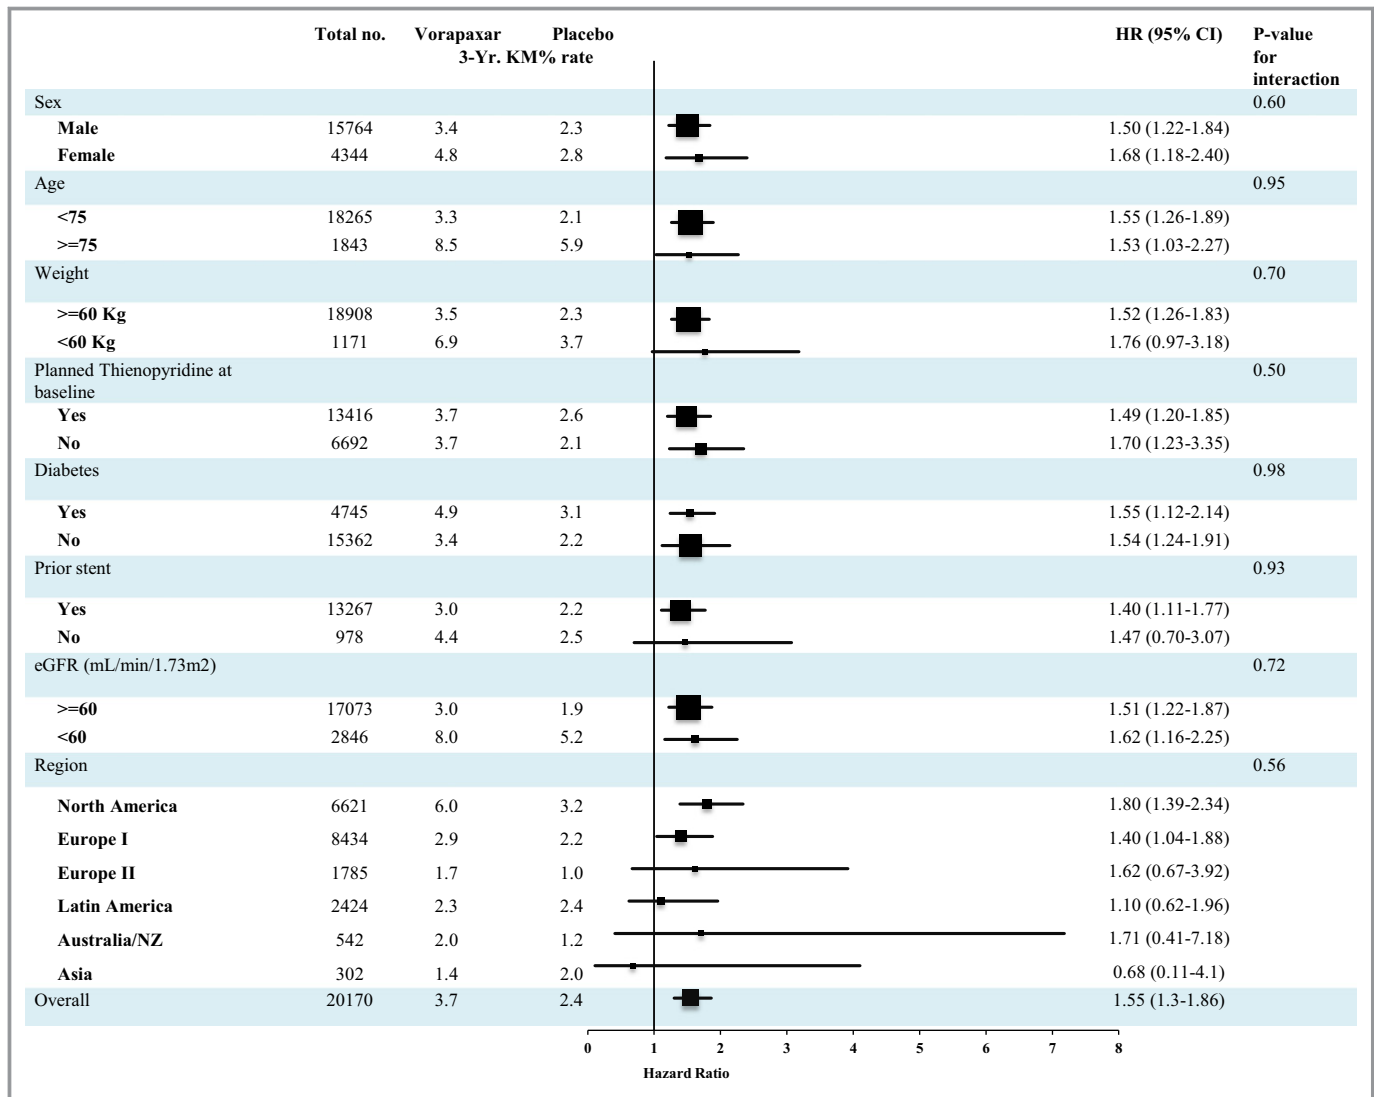 Total no. Vorapaxar Placebo HR (95% CI) P-value
3-Yr. KM% rate for
interaction
Sex 0.60
Male 15764 3.4 2.3 1.50 (1.22-1.84)
Female 4344 4.8 2.8 1.68 (1.18-2.40)
Age 0.95
<75 18265 3.3 2.1 1.55 (1.26-1.89)
>=75 1843 8.5 5.9 1.53 (1.03-2.27)
Weight 0.70
>=60 Kg 18908 3.5 2.3 1.52 (1.26-1.83)
<60 Kg 1171 6.9 3.7 1.76 (0.97-3.18)
Planned Thienopyridine at 0.50
baseline
Yes 13416 3.7 2.6 1.49 (1.20-1.85)
No 6692 3.7 2.1 1.70 (1.23-3.35)
Diabetes 0.98
Yes 4745 4.9 3.1 1.55 (1.12-2.14)
No 15362 3.4 2.2 1.54 (1.24-1.91)
Prior stent 0.93
Yes 13267 3.0 2.2 1.40 (1.11-1.77)
No 978 4.4 2.5 1.47 (0.70-3.07)
eGFR (mL/min/1.73m2) 0.72
>=60 17073 3.0 1.9 1.51 (1.22-1.87)
<60 2846 8.0 5.2 1.62 (1.16-2.25)
Region 0.56
North America 6621 6.0 3.2 1.80 (1.39-2.34)
Europe I 8434 2.9 2.2 1.40 (1.04-1.88)
Europe II 1785 1.7 1.0 1.62 (0.67-3.92)
Latin America 2424 2.3 2.4 1.10 (0.62-1.96)
Australia/NZ 542 2.0 1.2 1.71 (0.41-7.18)
Asia 302 1.4 2.0 0.68 (0.11-4.1)
Overall 20170 3.7 2.4 1.55 (1.3-1.86)
0 1 2 3 4 5 6 7 8
Hazard Ratio